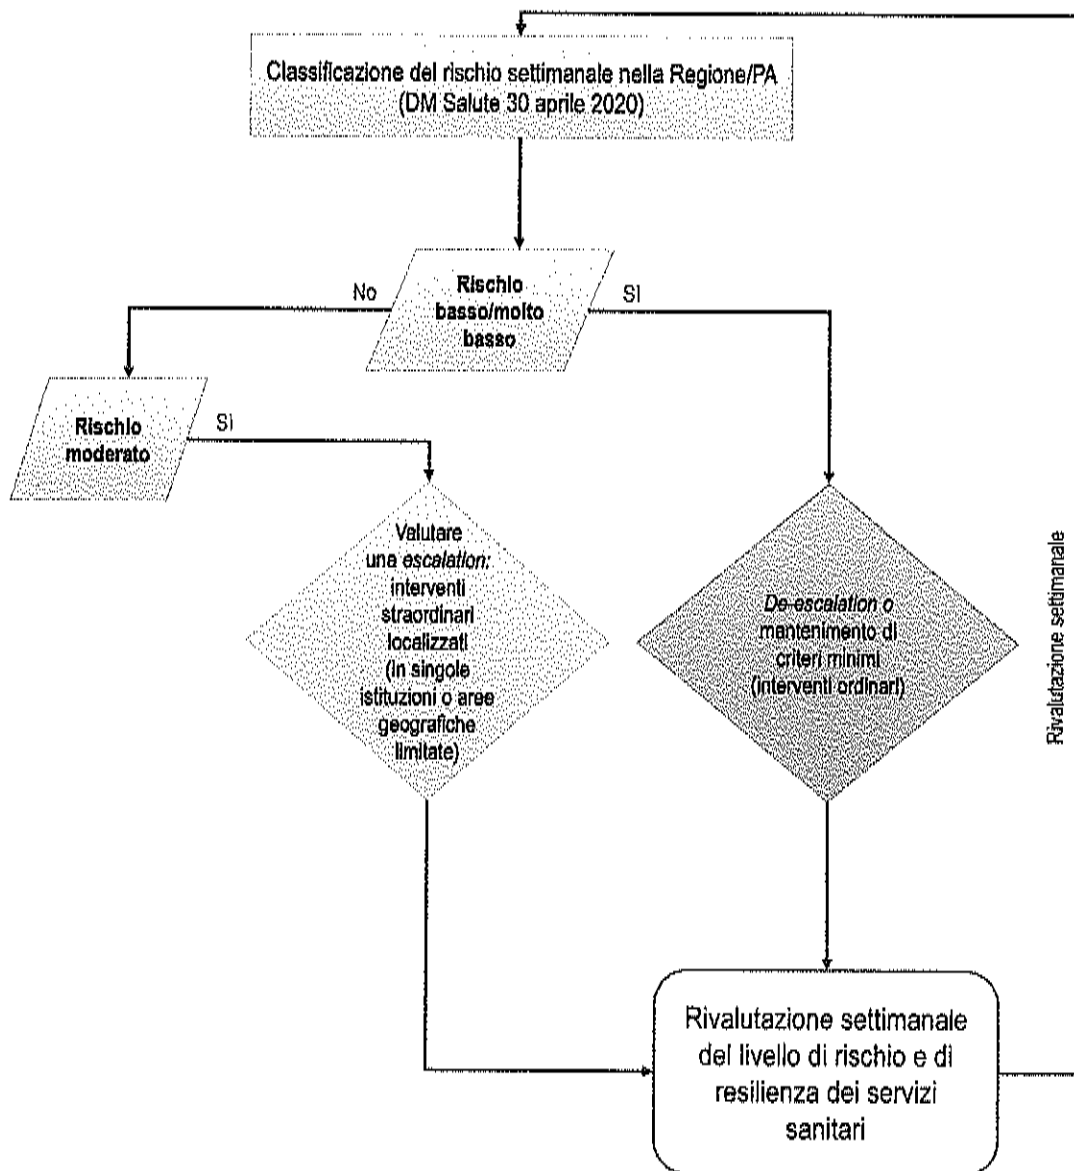 Classificazione del rischio settimanale nella Regione/PA
(DM Salute 30 aprile 2020)
Rischio
basso/molto
basso
No
Sì
Rischio
moderato
Sì
Valutare
una escalation:
interventi
straordinari
localizzati
(in singole
istituzioni o aree
geografiche
limitate)
De-escalation o
mantenimento di
criteri minimi
(interventi ordinari)
Rivalutazione settimanale
Rivalutazione settimanale
del livello di rischio e di
resilienza dei servizi
sanitari